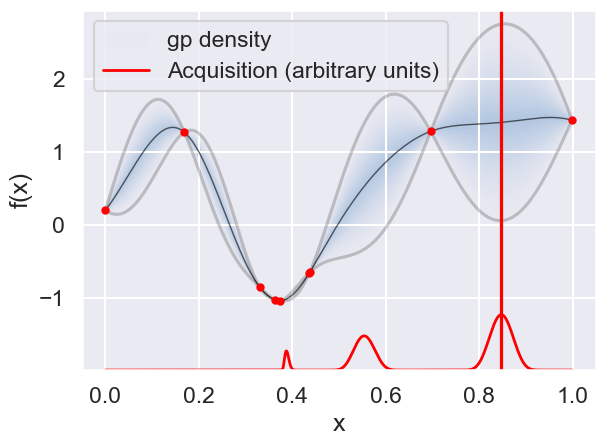 gp density
Acquisition (arbitrary units)
f(x)
2
1
0
−1
0.0 0.2 0.4 0.6 0.8 1.0
x